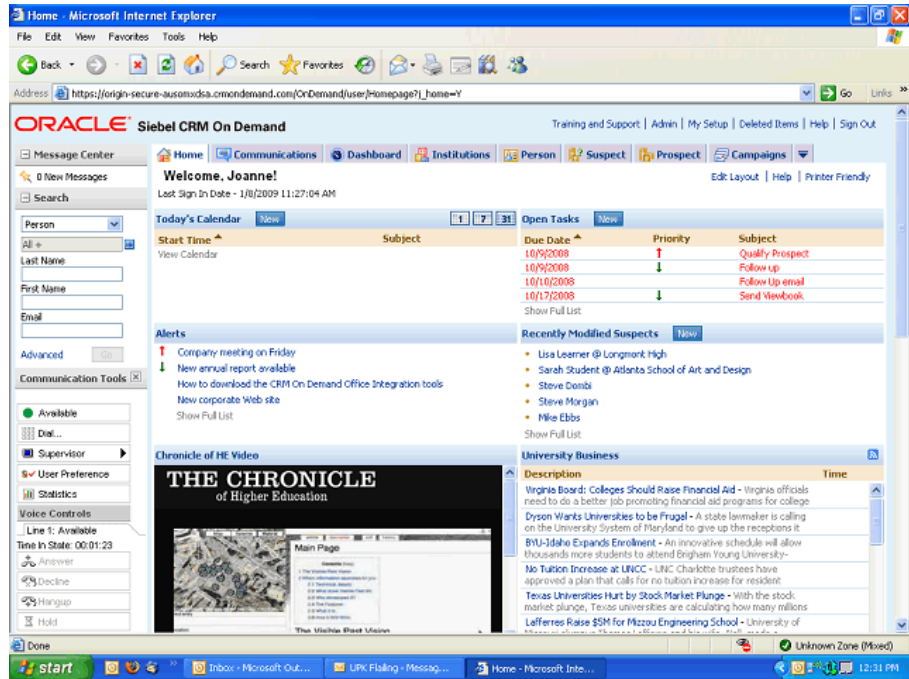 Home - Microsoft Internet Explorer
File Edit View Favorites Tools Help
Back Search Favorites
Address https://origin-secure-ausomxdsa.crmondemand.com/OnDemand/user/Homepage?j_home=Y Go Links
ORACLE Siebel CRM On Demand
Training and Support | Admin | My Setup | Deleted Items | Help | Sign Out
Message Center
0 New Messages
Search
Person
All +
Last Name
First Name
Email
Advanced Go
Communication Tools
Available
Dial...
Supervisor
User Preference
Statistics
Voice Controls
Line 1: Available
Time In State: 00:01:23
Answer
Decline
Hangup
Hold
Home Communications Dashboard Institutions Person Suspect Prospect Campaigns
Welcome, Joanne!
Edit Layout | Help | Printer Friendly
Last Sign In Date - 1/8/2009 11:27:04 AM
Today's Calendar New 1 7 31
Start Time Subject
View Calendar
Open Tasks New
Due Date Priority Subject
10/9/2008 Qualify Prospect
10/9/2008 Follow up
10/10/2008 Follow Up email
10/17/2008 Send Viewbook
Show Full List
Alerts
Company meeting on Friday
New annual report available
How to download the CRM On Demand Office Integration tools
New corporate Web site
Show Full List
Recently Modified Suspects New
Lisa Learner @ Longmont High
Sarah Student @ Atlanta School of Art and Design
Steve Dombi
Steve Morgan
Mike Ebbs
Show Full List
Chronicle of HE Video
THE CHRONICLE
of Higher Education
Main Page
Contents
The Visible Past Vision
University Business
Description Time
Virginia Board: Colleges Should Raise Financial Aid - Virginia officials
need to do a better job promoting financial aid programs for college
Dyson Wants Universities to be Frugal - A state lawmaker is calling
on the University System of Maryland to give up the receptions it
BYU-Idaho Expands Enrollment - An innovative schedule will allow
thousands more students to attend Brigham Young University-
No Tuition Increase at UNCC - UNC Charlotte trustees have
approved a plan that calls for no tuition increase for resident
Texas Universities Hurt by Stock Market Plunge - With the stock
market plunge, Texas universities are calculating how many millions
Lafferres Raise $5M for Mizzou Engineering School - University of
Done
Unknown Zone (Mixed)
start
Inbox - Microsoft Out...
UPK Flailing - Messag...
Home - Microsoft Inte...
12:31 PM